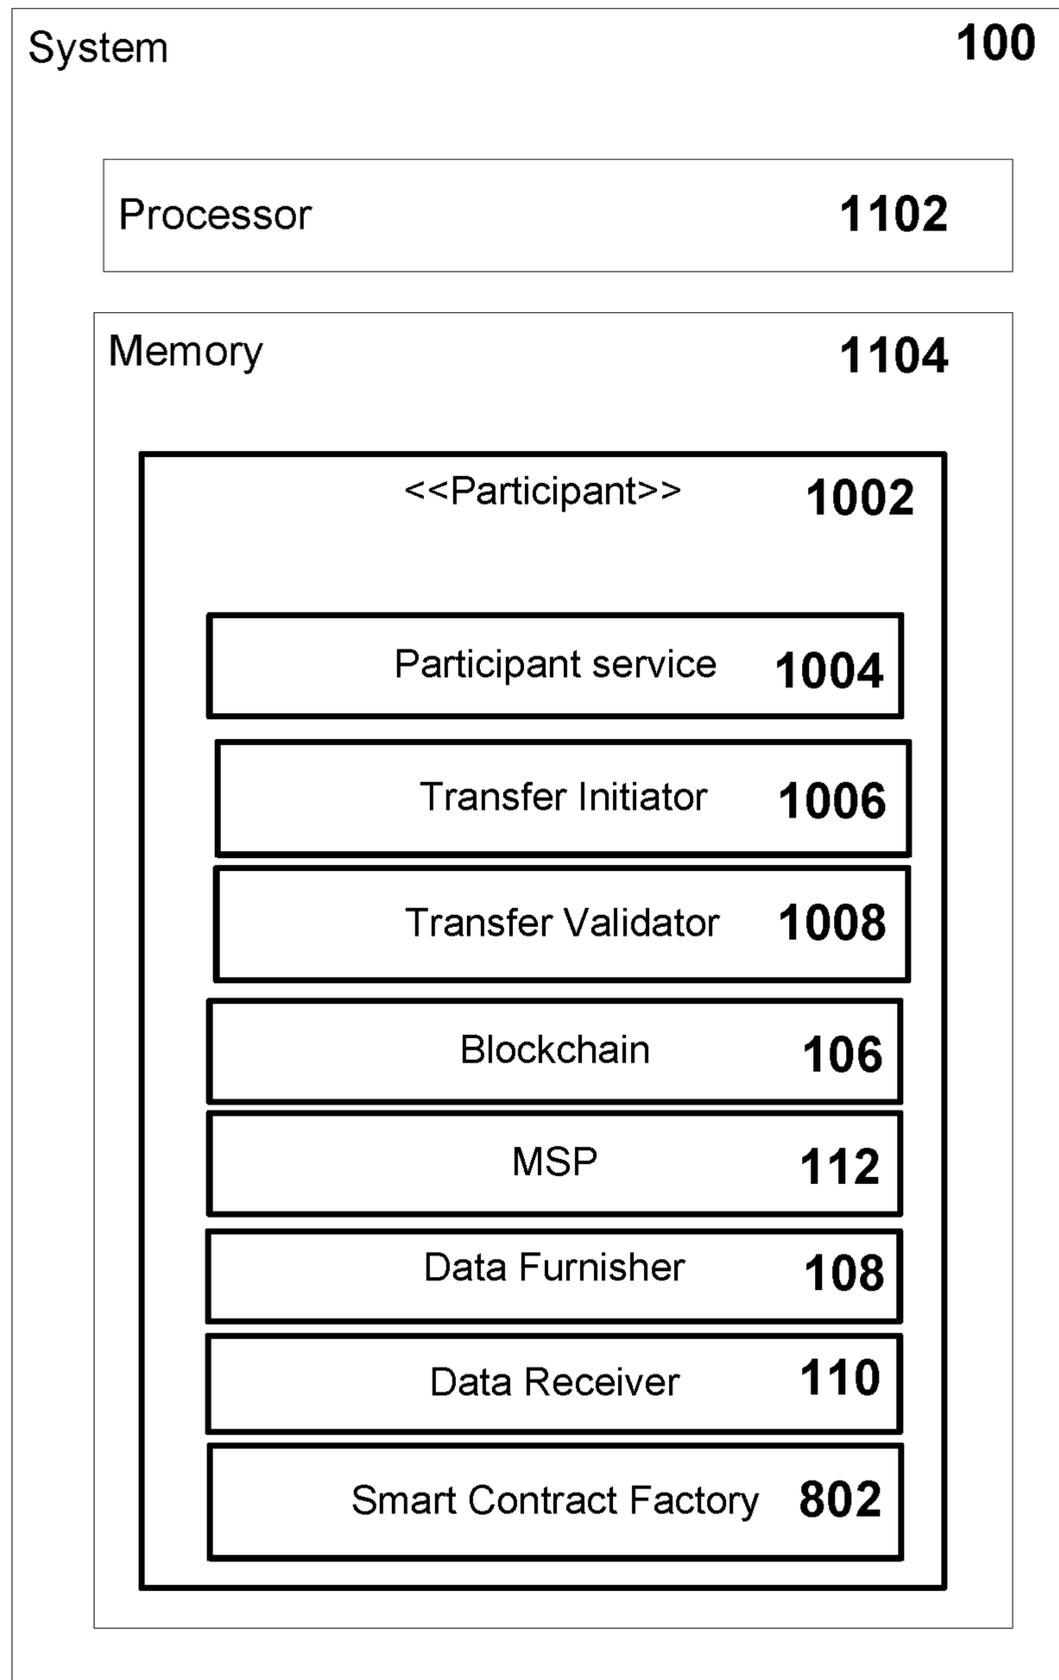 System 100
Processor 1102
Memory 1104
<<Participant>> 1002
Participant service 1004
Transfer Initiator 1006
Transfer Validator 1008
Blockchain 106
MSP 112
Data Furnisher 108
Data Receiver 110
Smart Contract Factory 802